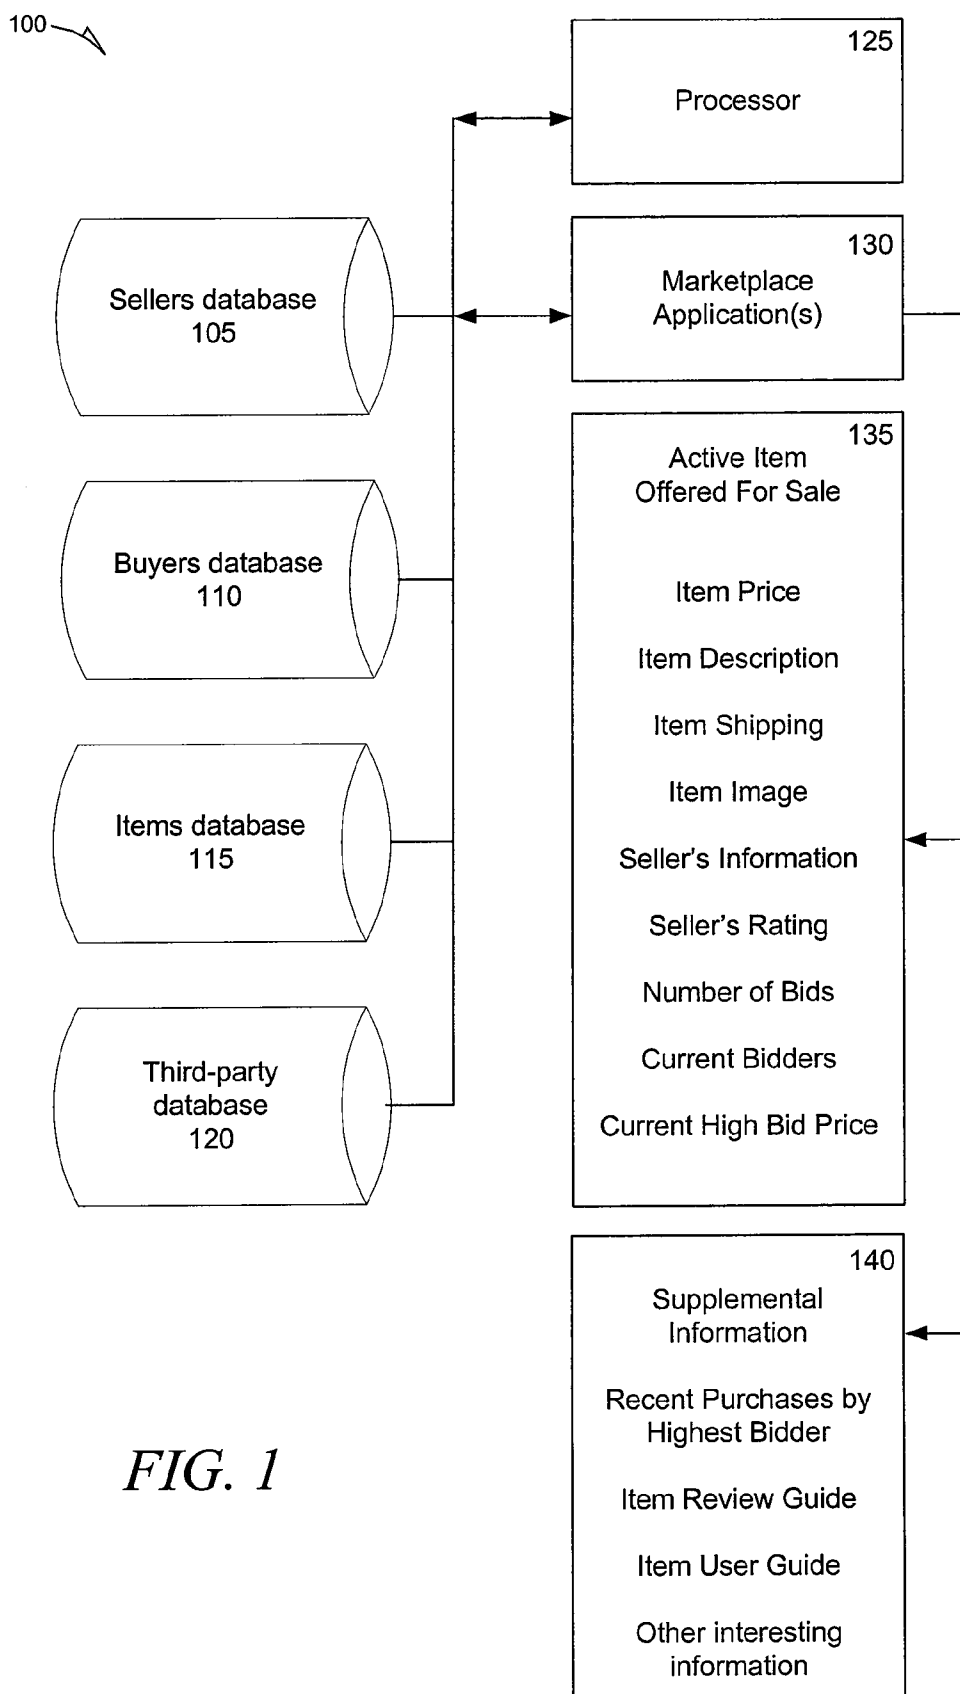 100
125
Processor
130
Marketplace
Application(s)
Sellers database
105
135
Active Item
Offered For Sale
Buyers database
110
Item Price
Item Description
Item Shipping
Item Image
Items database
115
Seller's Information
Seller's Rating
Number of Bids
Current Bidders
Current High Bid Price
Third-party
database
120
140
Supplemental
Information
Recent Purchases by
Highest Bidder
Item Review Guide
Item User Guide
Other interesting
information
FIG. 1